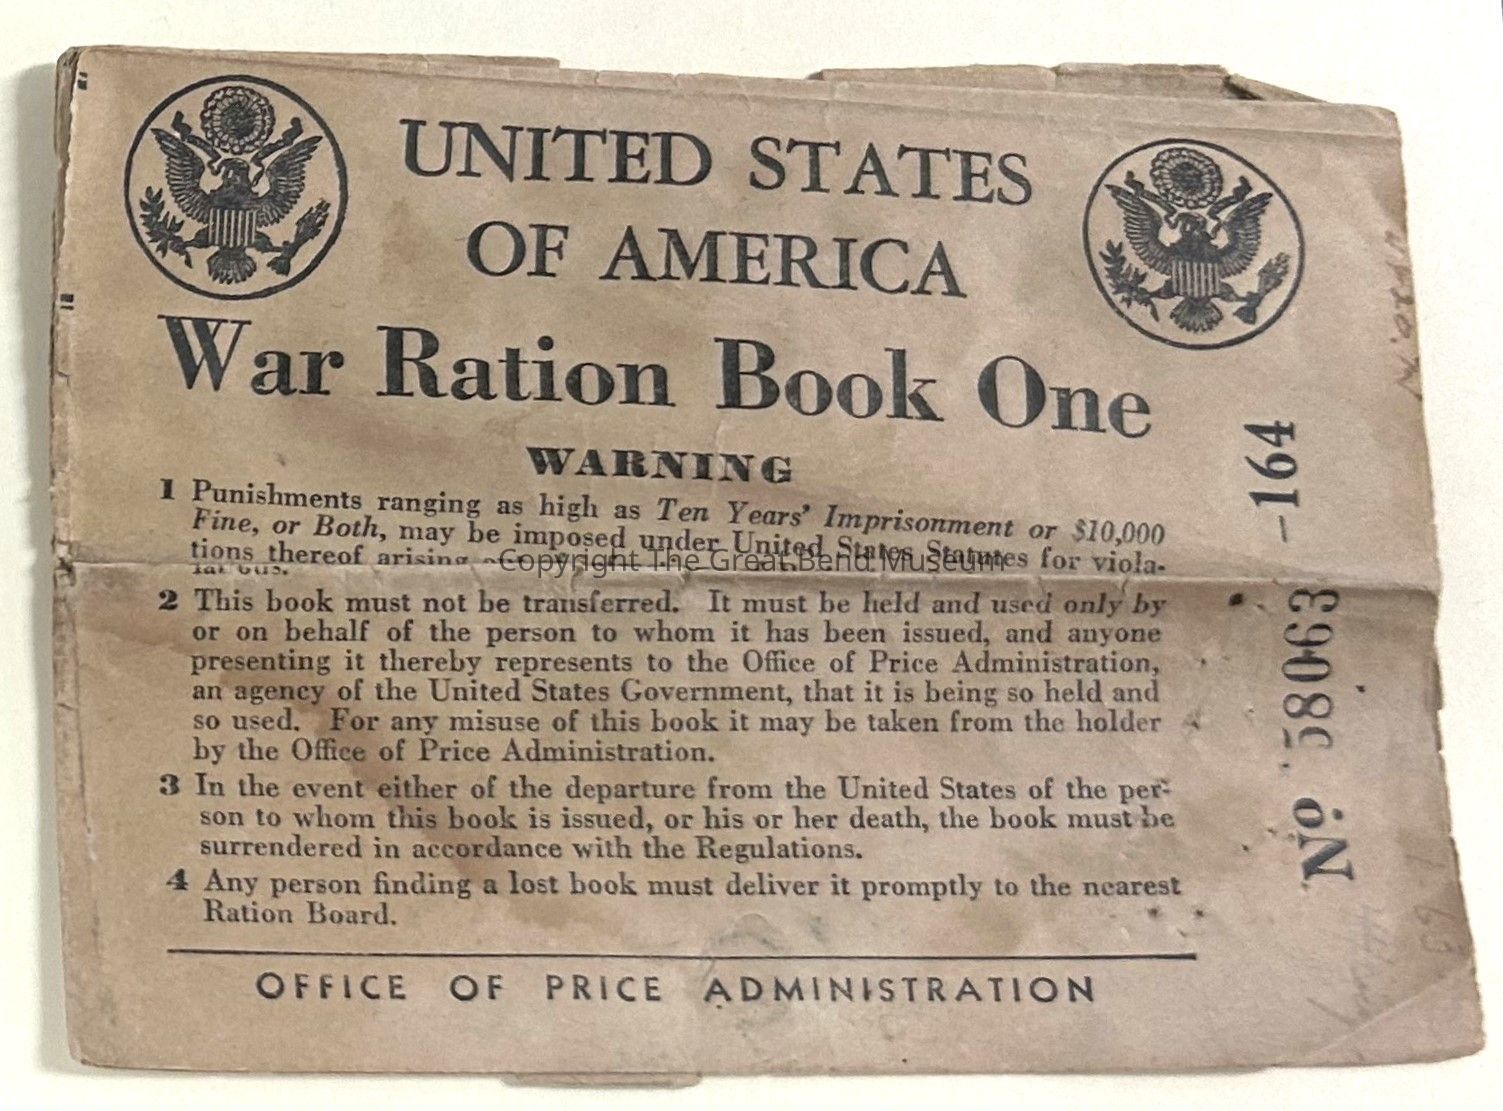 UNITED STATES
OF AMERICA
War Ration Book One
WARNING
1 Punishments ranging as high as Ten Years' Imprisonment or $10,000
Fine, or Both, may be imposed under United States Statutes for viola-
tions thereof arising
2 This book must not be transferred. It must be held and used only by
or on behalf of the person to whom it has been issued, and anyone
presenting it thereby represents to the Office of Price Administration,
an agency of the United States Government, that it is being so held and
so used. For any misuse of this book it may be taken from the holder
by the Office of Price Administration.
3 In the event either of the departure from the United States of the per-
son to whom this book is issued, or his or her death, the book must be
surrendered in accordance with the Regulations.
4 Any person finding a lost book must deliver it promptly to the nearest
Ration Board.
OFFICE OF PRICE ADMINISTRATION
No 58063 -164
Copyright The Great Bend Museum